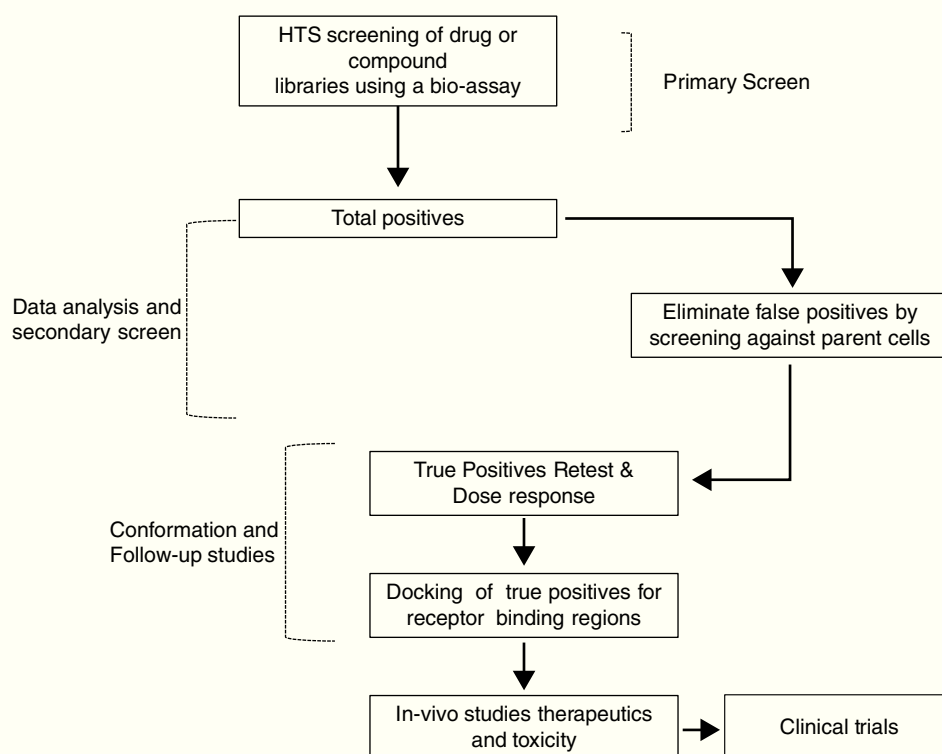 HTS screening of drug or
compound
libraries using a bio-assay
Primary Screen
Total positives
Data analysis and
secondary screen
Eliminate false positives by
screening against parent cells
True Positives Retest &
Dose response
Conformation and
Follow-up studies
Docking of true positives for
receptor binding regions
In-vivo studies therapeutics
and toxicity
Clinical trials